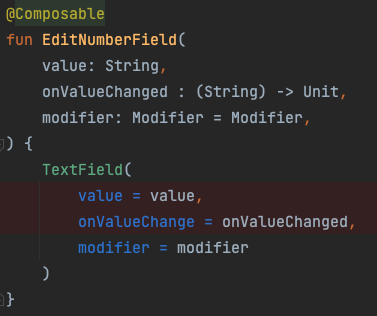 @Composable
fun EditNumberField(
    value: String,
    onValueChanged : (String) -> Unit,
    modifier: Modifier = Modifier,
) {
    TextField(
        value = value,
        onValueChange = onValueChanged,
        modifier = modifier
    )
}